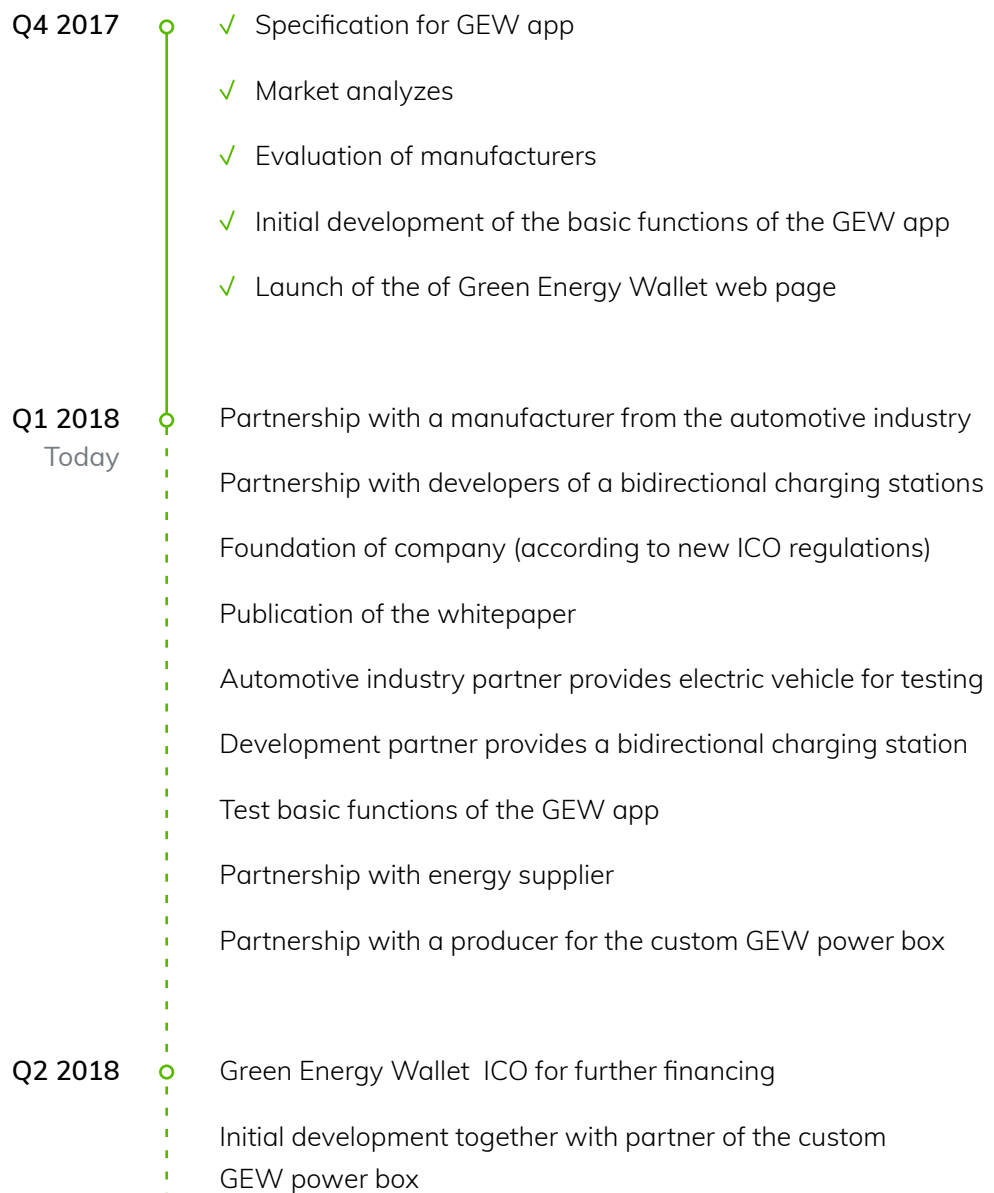 Q4 2017
√ Specification for GEW app
√ Market analyzes
√ Evaluation of manufacturers
√ Initial development of the basic functions of the GEW app
√ Launch of the of Green Energy Wallet web page
Q1 2018
Today
Partnership with a manufacturer from the automotive industry
Partnership with developers of a bidirectional charging stations
Foundation of company (according to new ICO regulations)
Publication of the whitepaper
Automotive industry partner provides electric vehicle for testing
Development partner provides a bidirectional charging station
Test basic functions of the GEW app
Partnership with energy supplier
Partnership with a producer for the custom GEW power box
Q2 2018
Green Energy Wallet  ICO for further financing
Initial development together with partner of the custom
GEW power box